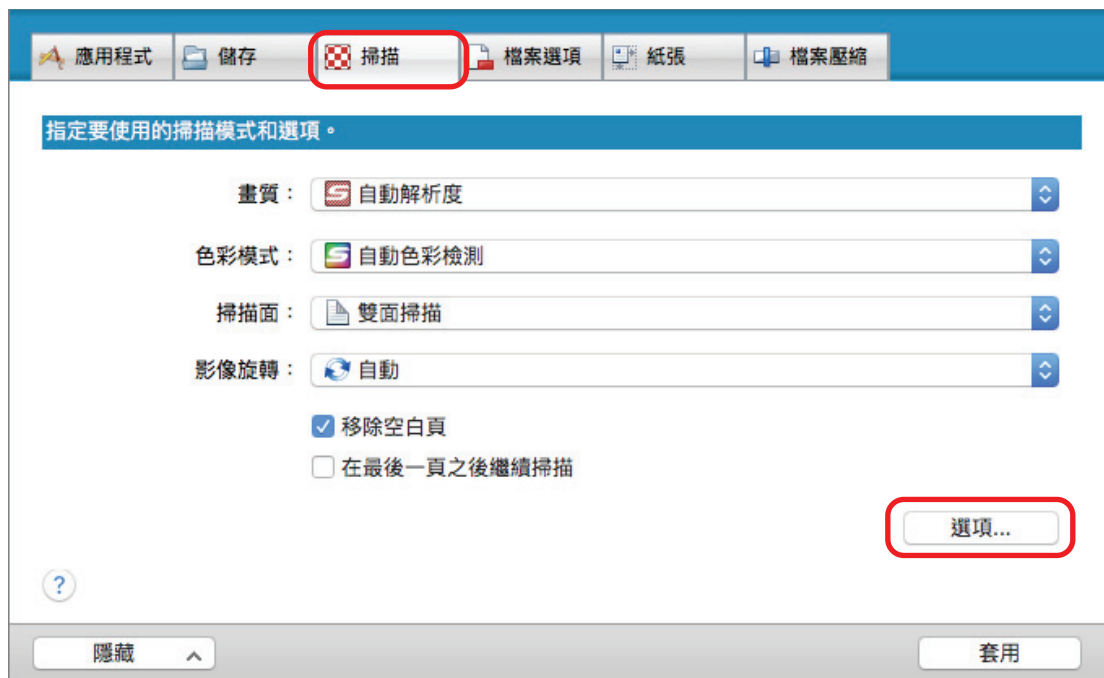 應用程式 儲存 掃描 檔案選項 紙張 檔案壓縮
指定要使用的掃描模式和選項。
畫質： 自動解析度
色彩模式： 自動色彩檢測
掃描面： 雙面掃描
影像旋轉： 自動
移除空白頁
在最後一頁之後繼續掃描
選項...
?
隱藏 套用